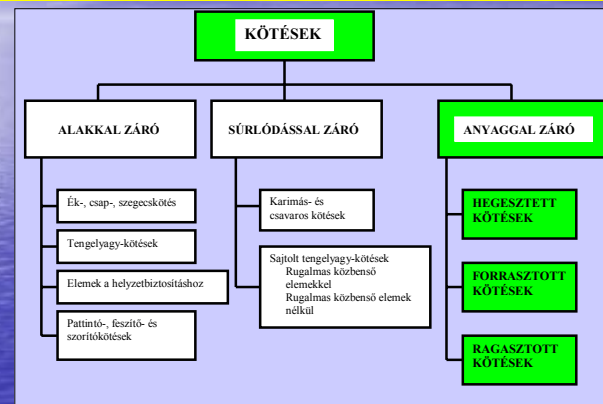 KÖTÉSEK
ALAKKAL ZÁRÓ
Ék-, csap-, szegecskötés
Tengelyagy-kötések
Elemek a helyzetbiztosításhoz
Pattintó-, feszítő- és
szorítókötések
SÚRLÓDÁSSAL ZÁRÓ
Karimás- és
csavaros kötések
Sajtolt tengelyagy-kötések
Rugalmas közbenső
elemekkel
Rugalmas közbenső elemek
nélkül
ANYAGGAL ZÁRÓ
HEGESZTETT
KÖTÉSEK
FORRASZTOTT
KÖTÉSEK
RAGASZTOTT
KÖTÉSEK